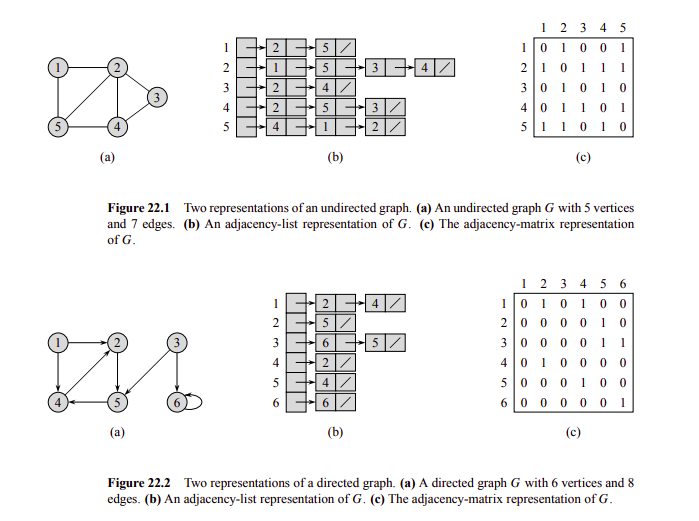 1 2 3 4 5
1 2 5
2 1 5 3 4
3 2 4
4 2 5 3
5 4 1 2
1 2 3 4 5
1 0 1 0 0 1
2 1 0 1 1 1
3 0 1 0 1 0
4 0 1 1 0 1
5 1 1 0 1 0
(a)
(b)
(c)
Figure 22.1 Two representations of an undirected graph. (a) An undirected graph G with 5 vertices
and 7 edges. (b) An adjacency-list representation of G. (c) The adjacency-matrix representation
of G.
1 2 3
4 5 6
1 2 4
2 5
3 6 5
4 2
5 4
6 6
1 2 3 4 5 6
1 0 1 0 1 0 0
2 0 0 0 0 1 0
3 0 0 0 0 1 1
4 0 1 0 0 0 0
5 0 0 0 1 0 0
6 0 0 0 0 0 1
(a)
(b)
(c)
Figure 22.2 Two representations of a directed graph. (a) A directed graph G with 6 vertices and 8
edges. (b) An adjacency-list representation of G. (c) The adjacency-matrix representation of G.